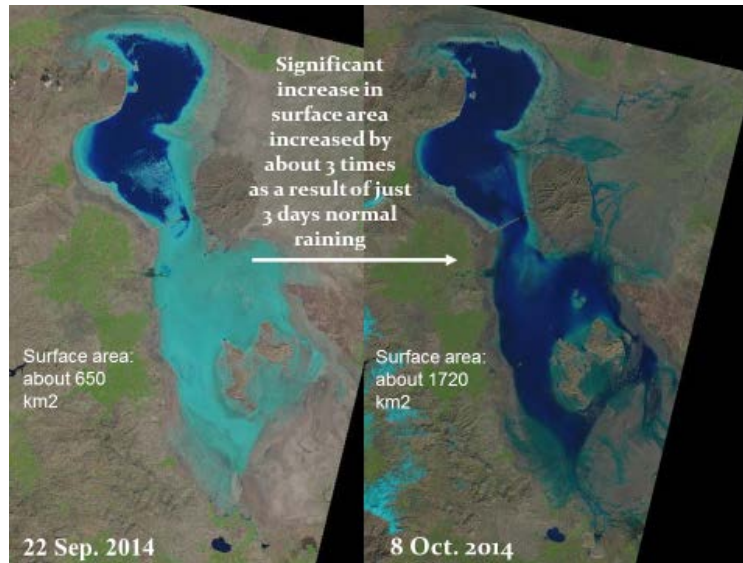 Significant
increase in
surface area
increased by
about 3 times
as a result of just
3 days normal
raining
Surface area:
about 650
km2
Surface area:
about 1720
km2
22 Sep. 2014
8 Oct. 2014